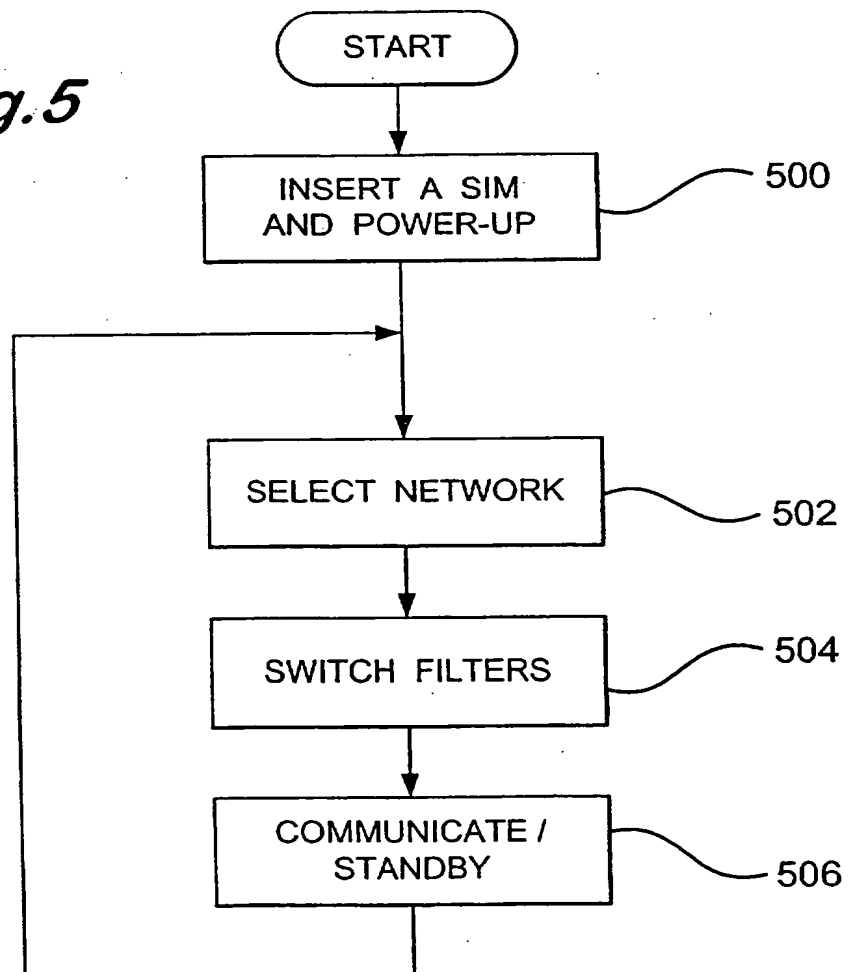 START
g.5
INSERT A SIM
AND POWER-UP
500
SELECT NETWORK
502
SWITCH FILTERS
504
COMMUNICATE /
STANDBY
506